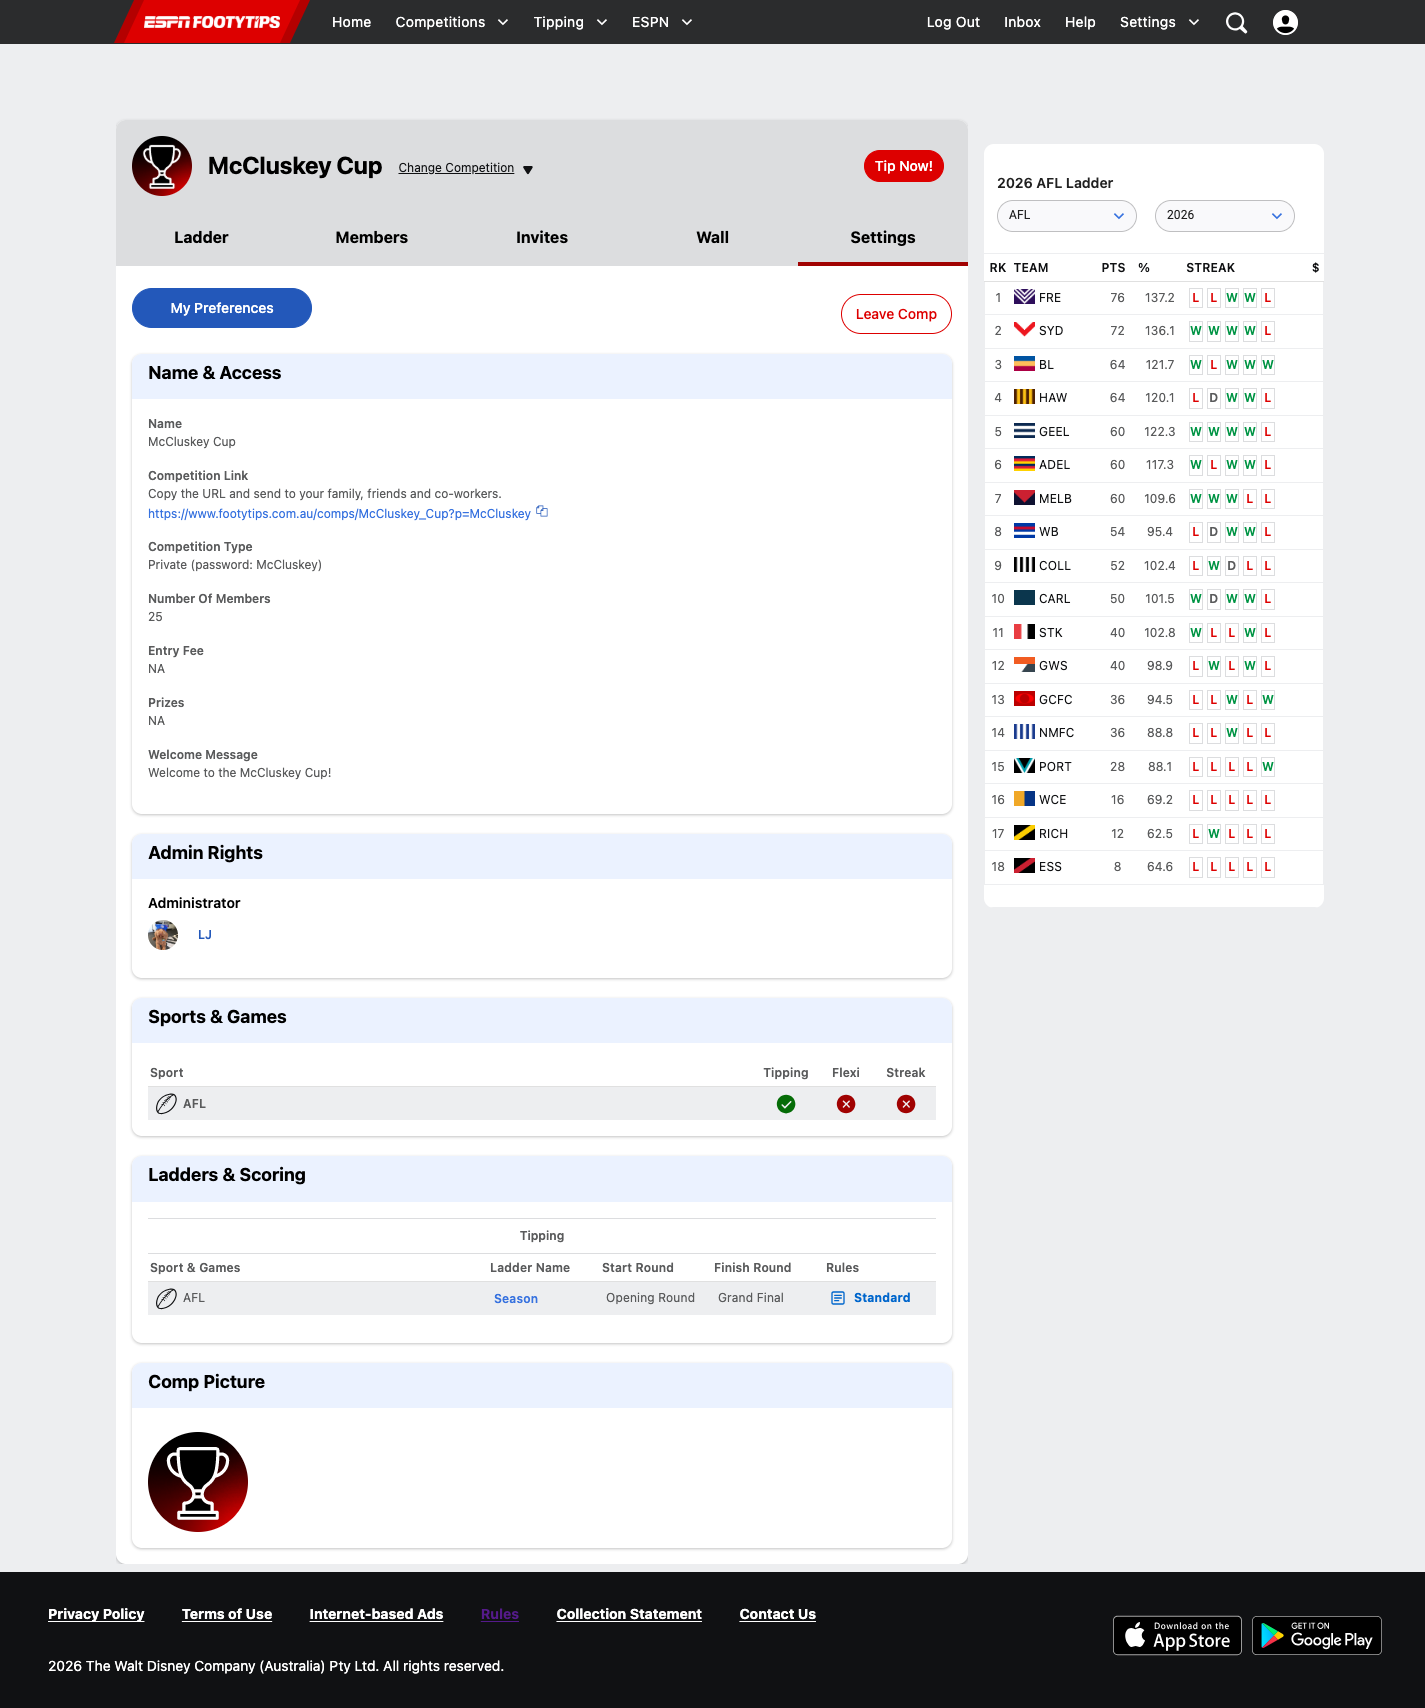 ESPN FOOTYTIPS Home Competitions Tipping ESPN Log Out Inbox Help Settings
McCluskey Cup Change Competition Tip Now!
Ladder Members Invites Wall Settings
My Preferences Leave Comp
Name & Access
Name
McCluskey Cup
Competition Link
Copy the URL and send to your family, friends and co-workers.
https://www.footytips.com.au/comps/McCluskey_Cup?p=McCluskey
Competition Type
Private (password: McCluskey)
Number Of Members
25
Entry Fee
NA
Prizes
NA
Welcome Message
Welcome to the McCluskey Cup!
Admin Rights
Administrator
LJ
Sports & Games
Sport Tipping Flexi Streak
AFL
Ladders & Scoring
Tipping
Sport & Games Ladder Name Start Round Finish Round Rules
AFL Season Opening Round Grand Final Standard
Comp Picture
2026 AFL Ladder
AFL 2026
RK TEAM PTS % STREAK $
1 FRE 76 137.2 L L W W L
2 SYD 72 136.1 W W W W L
3 BL 64 121.7 W L W W W
4 HAW 64 120.1 L D W W L
5 GEEL 60 122.3 W W W W L
6 ADEL 60 117.3 W L W W L
7 MELB 60 109.6 W W W L L
8 WB 54 95.4 L D W W L
9 COLL 52 102.4 L W D L L
10 CARL 50 101.5 W D W W L
11 STK 40 102.8 W L L W L
12 GWS 40 98.9 L W L W L
13 GCFC 36 94.5 L L W L W
14 NMFC 36 88.8 L L W L L
15 PORT 28 88.1 L L L L W
16 WCE 16 69.2 L L L L L
17 RICH 12 62.5 L W L L L
18 ESS 8 64.6 L L L L L
Privacy Policy Terms of Use Internet-based Ads Rules Collection Statement Contact Us
2026 The Walt Disney Company (Australia) Pty Ltd. All rights reserved.
Download on the
App Store
GET IT ON
Google Play